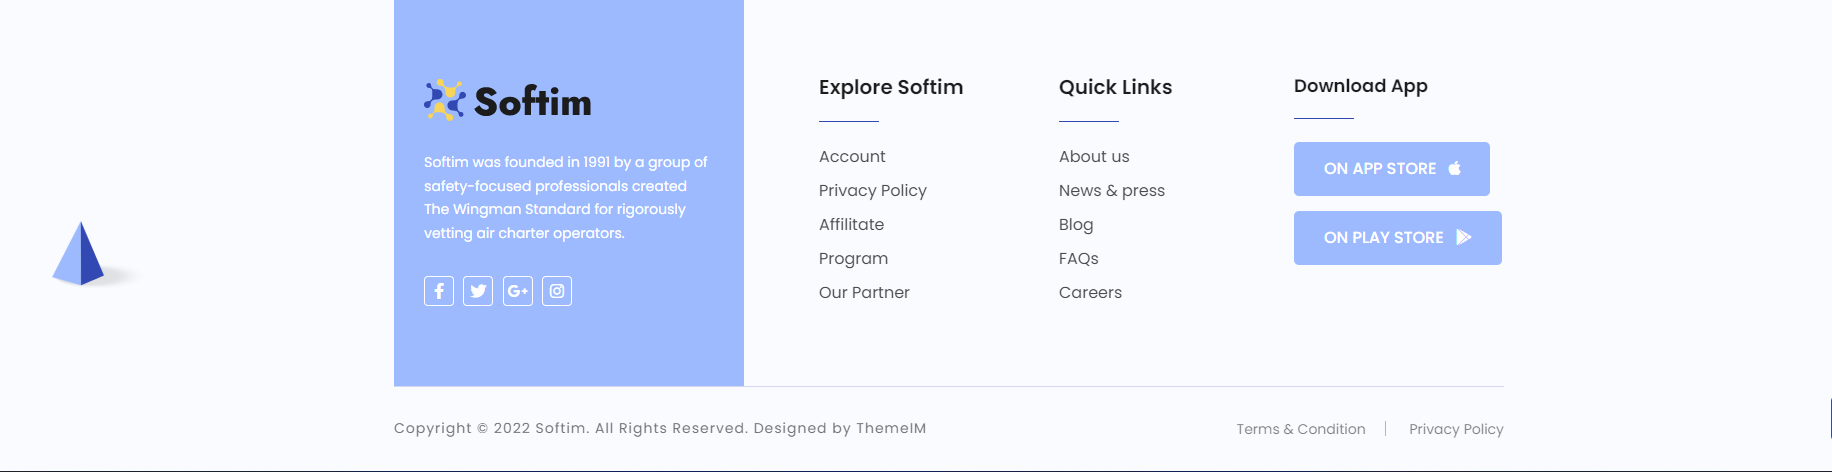 Softim
Softim was founded in 1991 by a group of
safety-focused professionals created
The Wingman Standard for rigorously
vetting air charter operators.
Explore Softim
Account
Privacy Policy
Affilitate
Program
Our Partner
Quick Links
About us
News & press
Blog
FAQs
Careers
Download App
ON APP STORE
ON PLAY STORE
Copyright © 2022 Softim. All Rights Reserved. Designed by ThemeIM
Terms & Condition
Privacy Policy